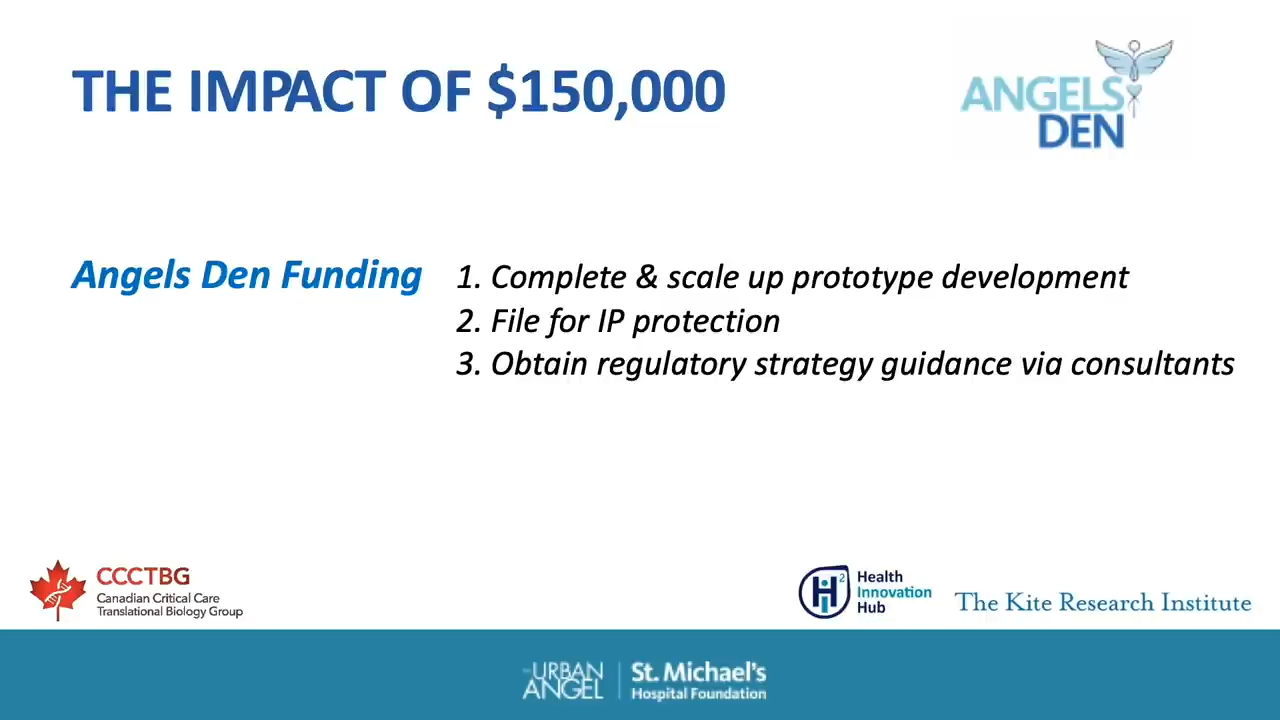 THE IMPACT OF $150,000
ANGELS
DEN
Angels Den Funding
1. Complete & scale up prototype development
2. File for IP protection
3. Obtain regulatory strategy guidance via consultants
CCCTBG
Canadian Critical Care
Translational Biology Group
H 2
Health
Innovation
Hub
The Kite Research Institute
URBAN
ANGEL
St. Michael's
Hospital Foundation